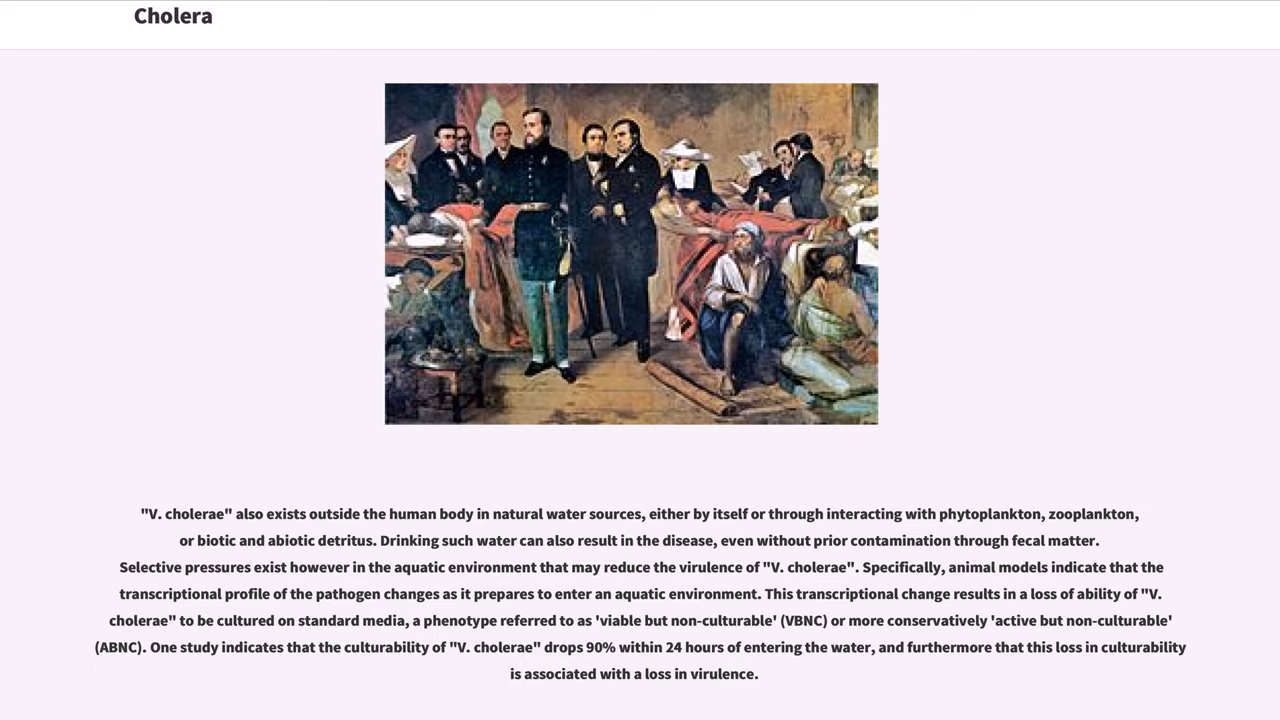 Cholera
"V. cholerae" also exists outside the human body in natural water sources, either by itself or through interacting with phytoplankton, zooplankton,
or biotic and abiotic detritus. Drinking such water can also result in the disease, even without prior contamination through fecal matter.
Selective pressures exist however in the aquatic environment that may reduce the virulence of "V. cholerae". Specifically, animal models indicate that the
transcriptional profile of the pathogen changes as it prepares to enter an aquatic environment. This transcriptional change results in a loss of ability of "V.
cholerae" to be cultured on standard media, a phenotype referred to as 'viable but non-culturable' (VBNC) or more conservatively 'active but non-culturable'
(ABNC). One study indicates that the culturability of "V. cholerae" drops 90% within 24 hours of entering the water, and furthermore that this loss in culturability
is associated with a loss in virulence.